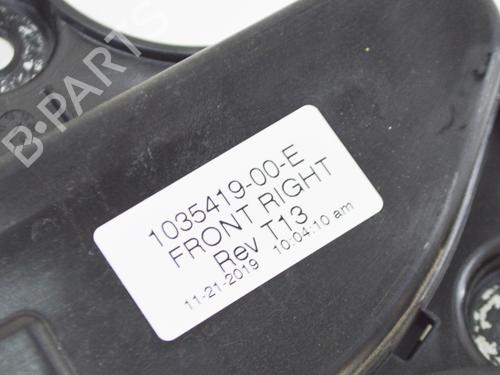 B-PARTS
1035419-00-E
FRONT RIGHT
Rev T13
11-21-2019 10:04:10 am